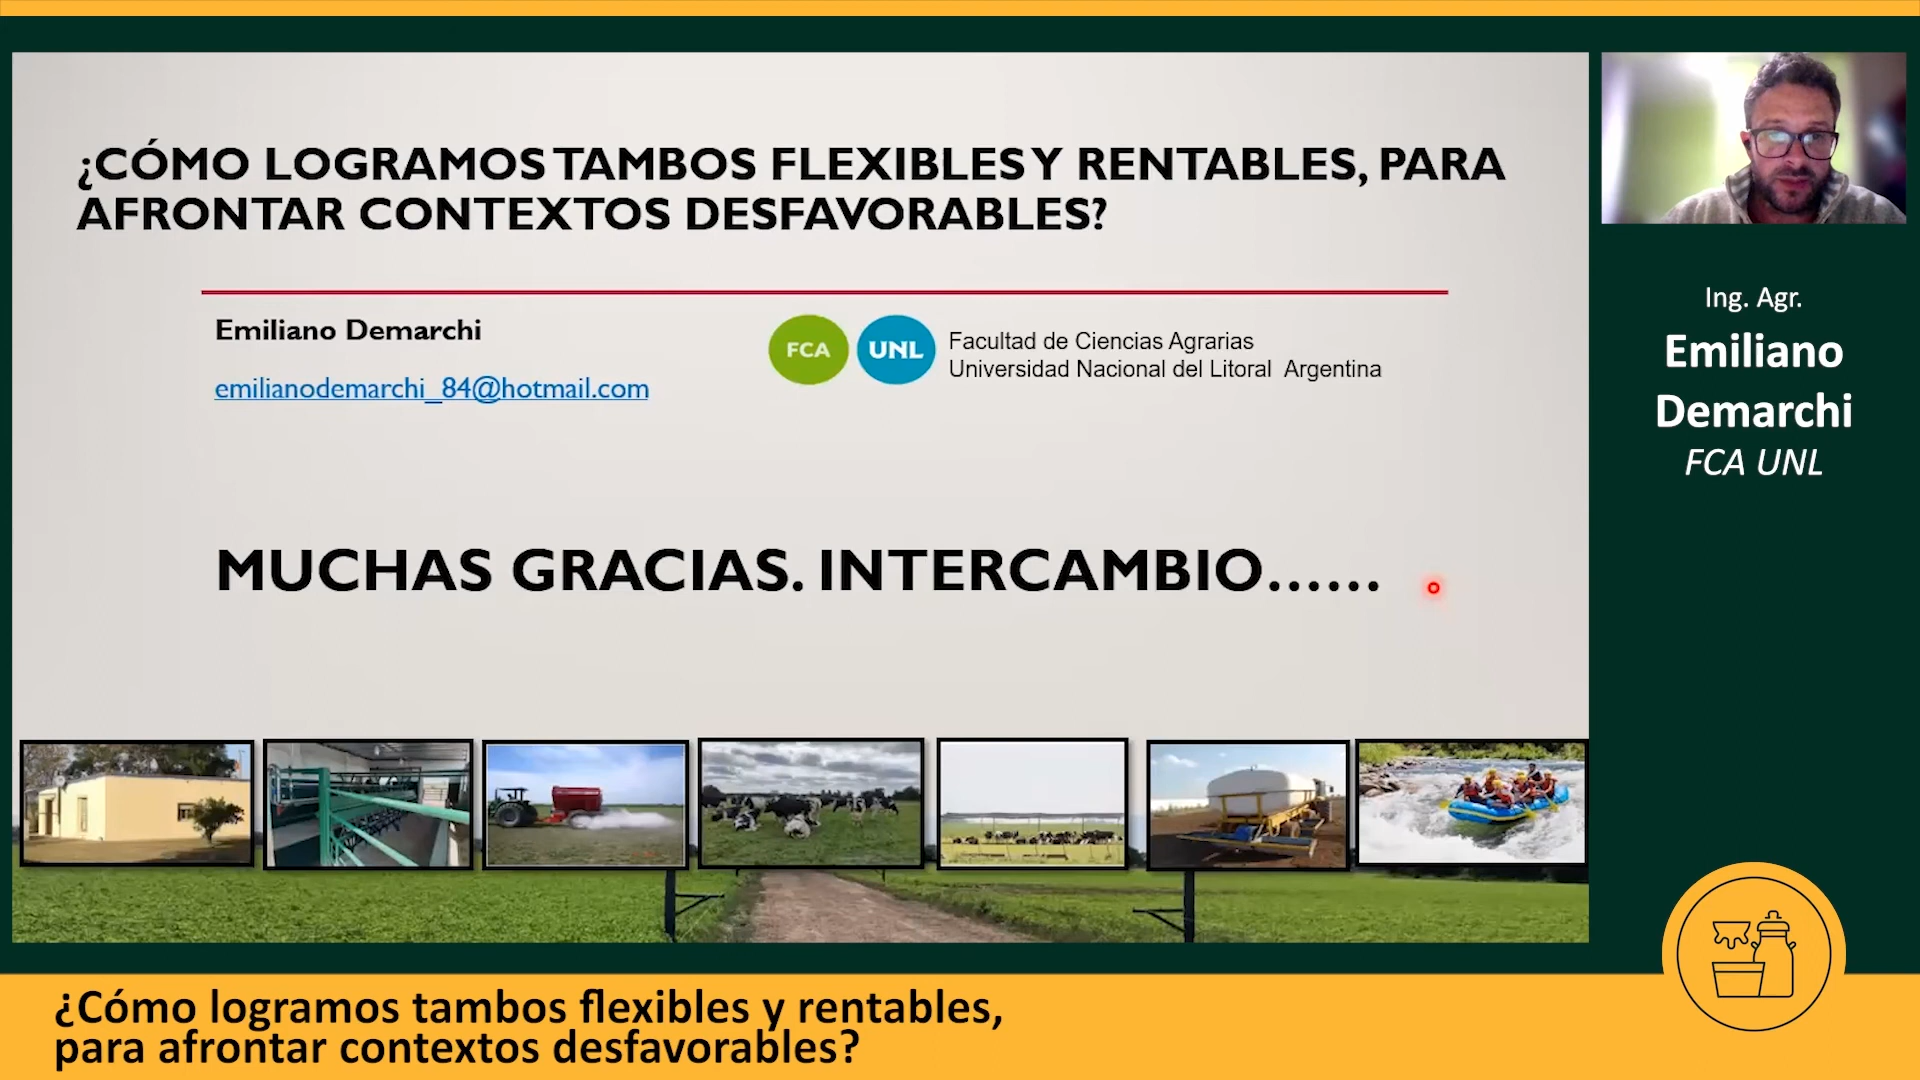 ¿CÓMO LOGRAMOS TAMBOS FLEXIBLES Y RENTABLES, PARA
AFRONTAR CONTEXTOS DESFAVORABLES?
Emiliano Demarchi
emilianodemarchi_84@hotmail.com
FCA
UNL
Facultad de Ciencias Agrarias
Universidad Nacional del Litoral Argentina
MUCHAS GRACIAS. INTERCAMBIO......
Ing. Agr.
Emiliano
Demarchi
FCA UNL
¿Cómo logramos tambos flexibles y rentables,
para afrontar contextos desfavorables?